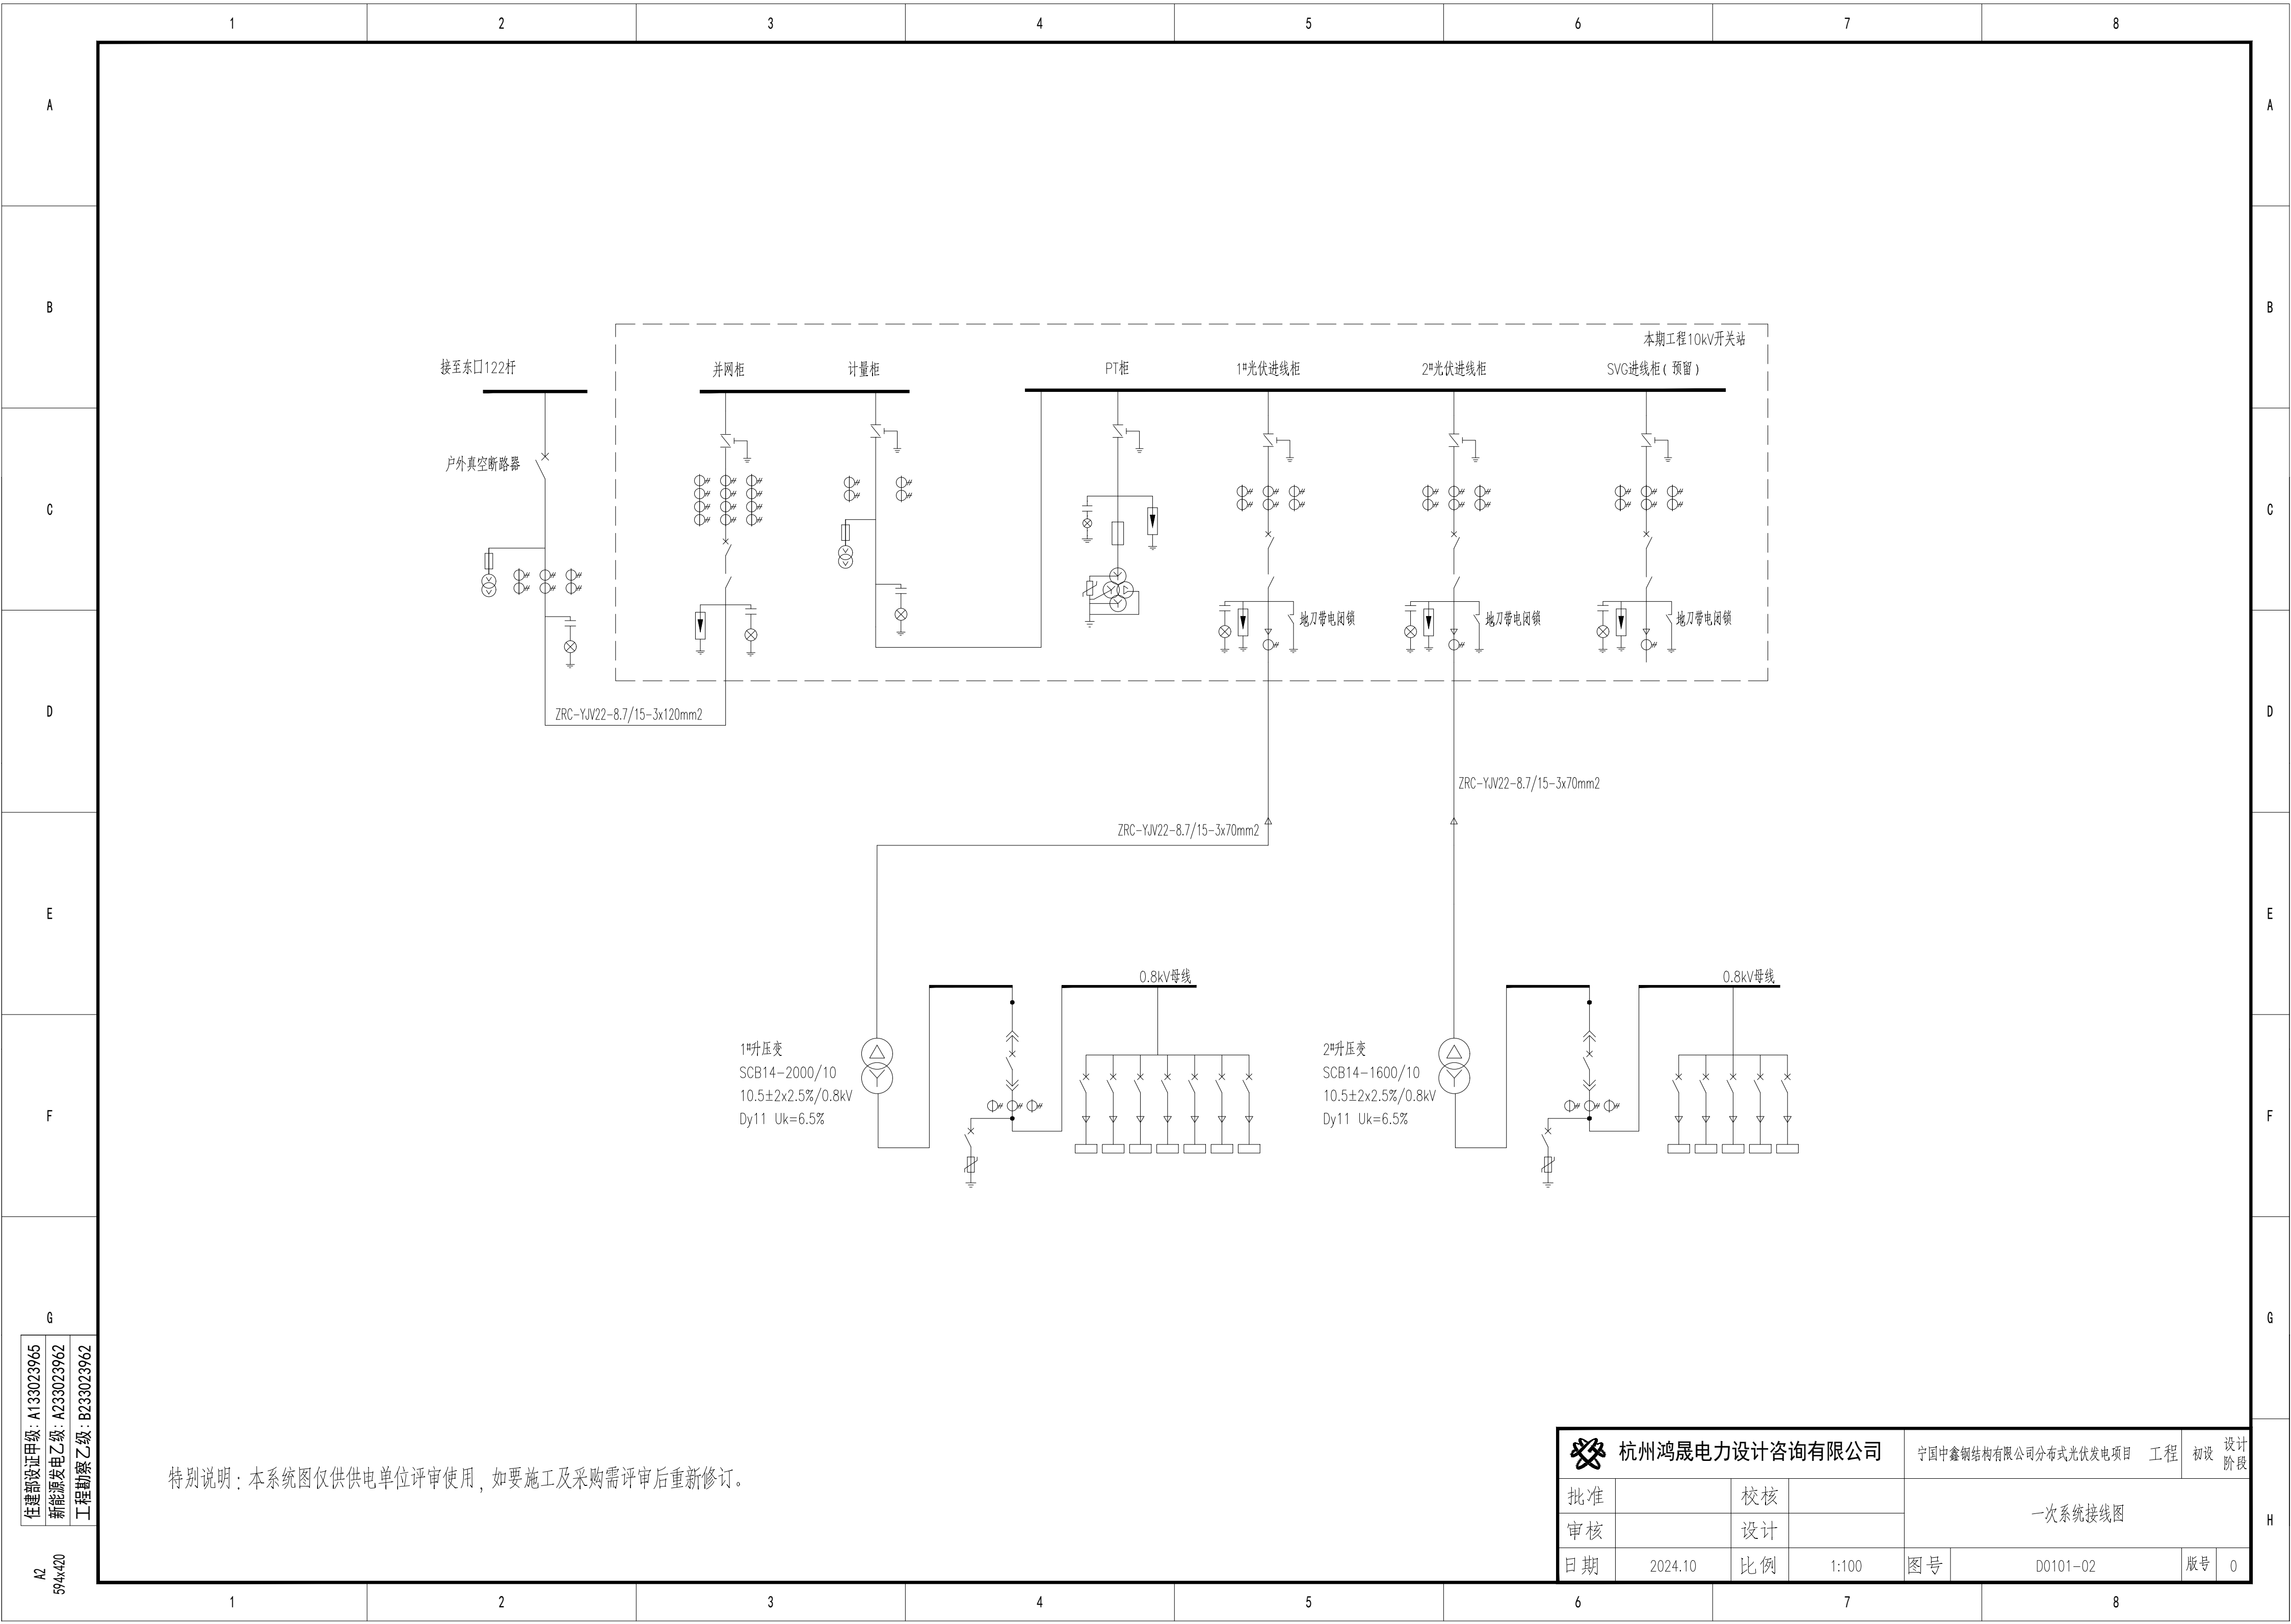 1 2 3 4 5 6 7 8
A A
B B
C C
D D
E E
F F
G G
H
本期工程10kV开关站
接至东门122杆
并网柜
计量柜
PT柜
1#光伏进线柜
2#光伏进线柜
SVG进线柜（预留）
户外真空断路器
地刀带电闭锁
地刀带电闭锁
地刀带电闭锁
ZRC-YJV22-8.7/15-3x120mm2
ZRC-YJV22-8.7/15-3x70mm2
ZRC-YJV22-8.7/15-3x70mm2
0.8kV母线
0.8kV母线
1#升压变
SCB14-2000/10
10.5±2x2.5%/0.8kV
Dy11 Uk=6.5%
2#升压变
SCB14-1600/10
10.5±2x2.5%/0.8kV
Dy11 Uk=6.5%
住建部设证甲级：A133023965
新能源发电乙级：A233023962
工程勘察乙级：B233023962
A2
594x420
特别说明：本系统图仅供供电单位评审使用，如要施工及采购需评审后重新修订。
杭州鸿晟电力设计咨询有限公司
宁国中鑫钢结构有限公司分布式光伏发电项目 工程 初设 设计阶段
批准 校核
一次系统接线图
审核 设计
日期 2024.10 比例 1:100 图号 D0101-02 版号 0
1 2 3 4 5 6 7 8